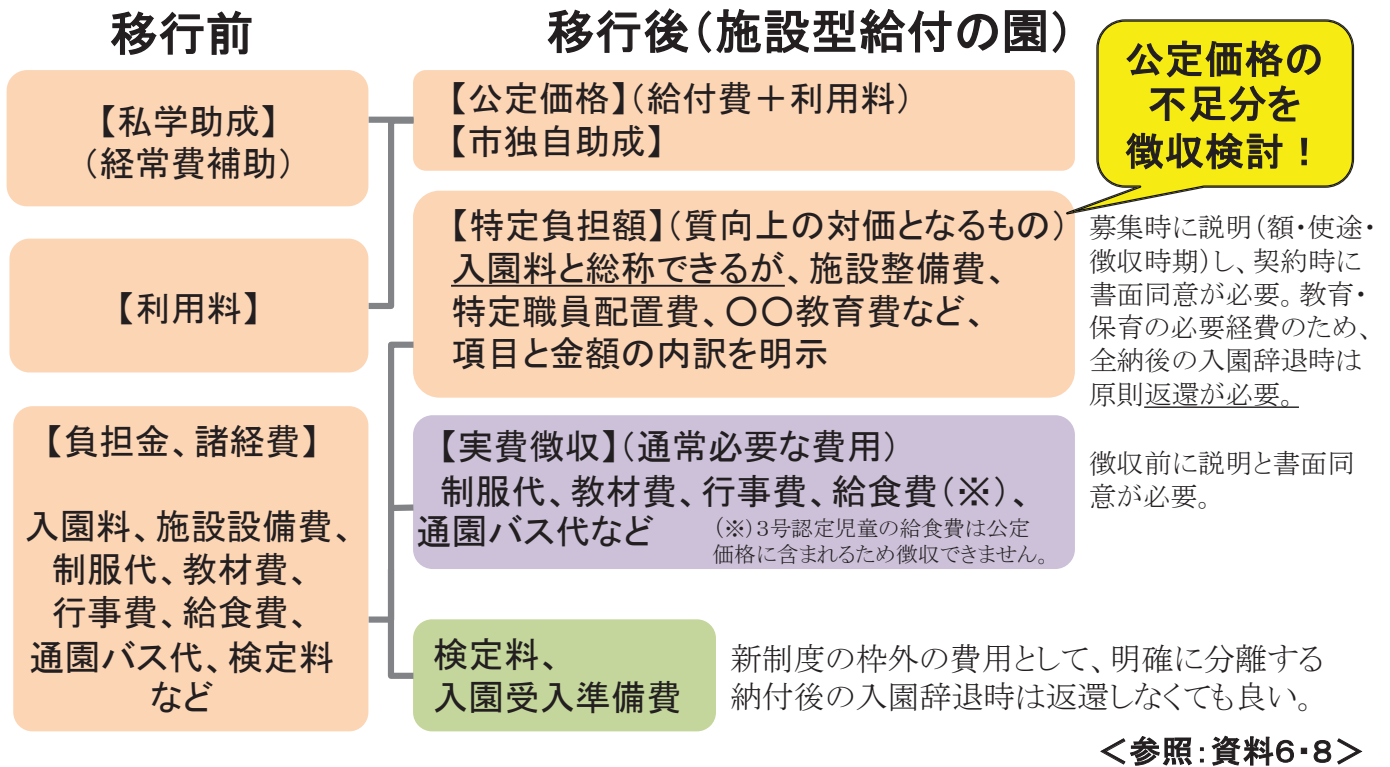 移行前
【私学助成】
（経常費補助）
【利用料】
【負担金、諸経費】
入園料、施設設備費、
制服代、教材費、
行事費、給食費、
通園バス代、検定料
など
移行後（施設型給付の園）
【公定価格】（給付費＋利用料）
【市独自助成】
【特定負担額】（質向上の対価となるもの）
入園料と総称できるが、施設整備費、
特定職員配置費、〇〇教育費など、
項目と金額の内訳を明示
公定価格の
不足分を
徴収検討！
募集時に説明（額・使途・
徴収時期）し、契約時に
書面同意が必要。教育・
保育の必要経費のため、
全納後の入園辞退時は
原則返還が必要。
【実費徴収】（通常必要な費用）
制服代、教材費、行事費、給食費（※）、
通園バス代など
（※）３号認定児童の給食費は公定
価格に含まれるため徴収できません。
徴収前に説明と書面同
意が必要。
検定料、
入園受入準備費
新制度の枠外の費用として、明確に分離する
納付後の入園辞退時は返還しなくても良い。
＜参照：資料６・８＞